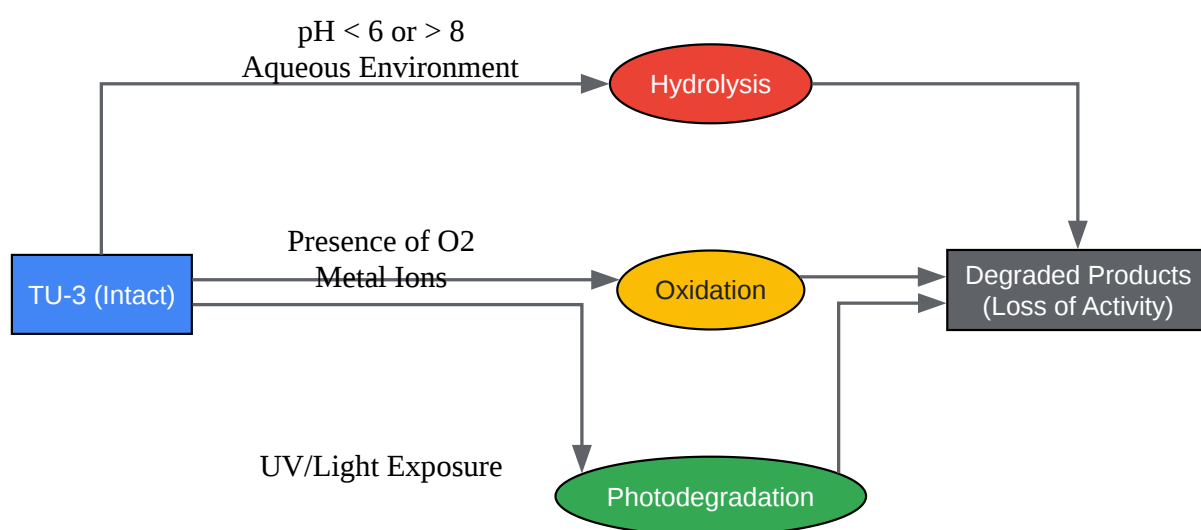 pH < 6 or > 8
Aqueous Environment
Hydrolysis
Presence of O2
Metal Ions
TU-3 (Intact)
Oxidation
Degraded Products
(Loss of Activity)
UV/Light Exposure
Photodegradation